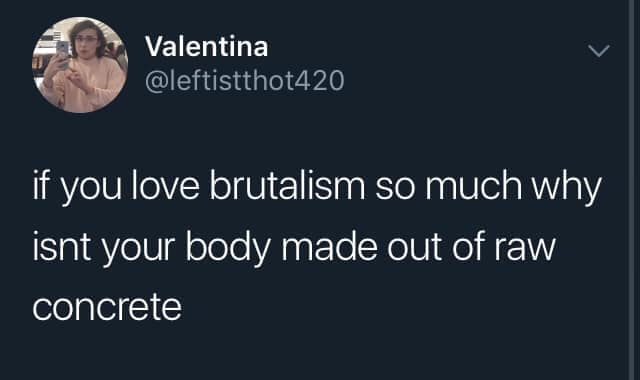 Valentina
@leftistthot420
if you love brutalism so much why
isnt your body made out of raw
concrete